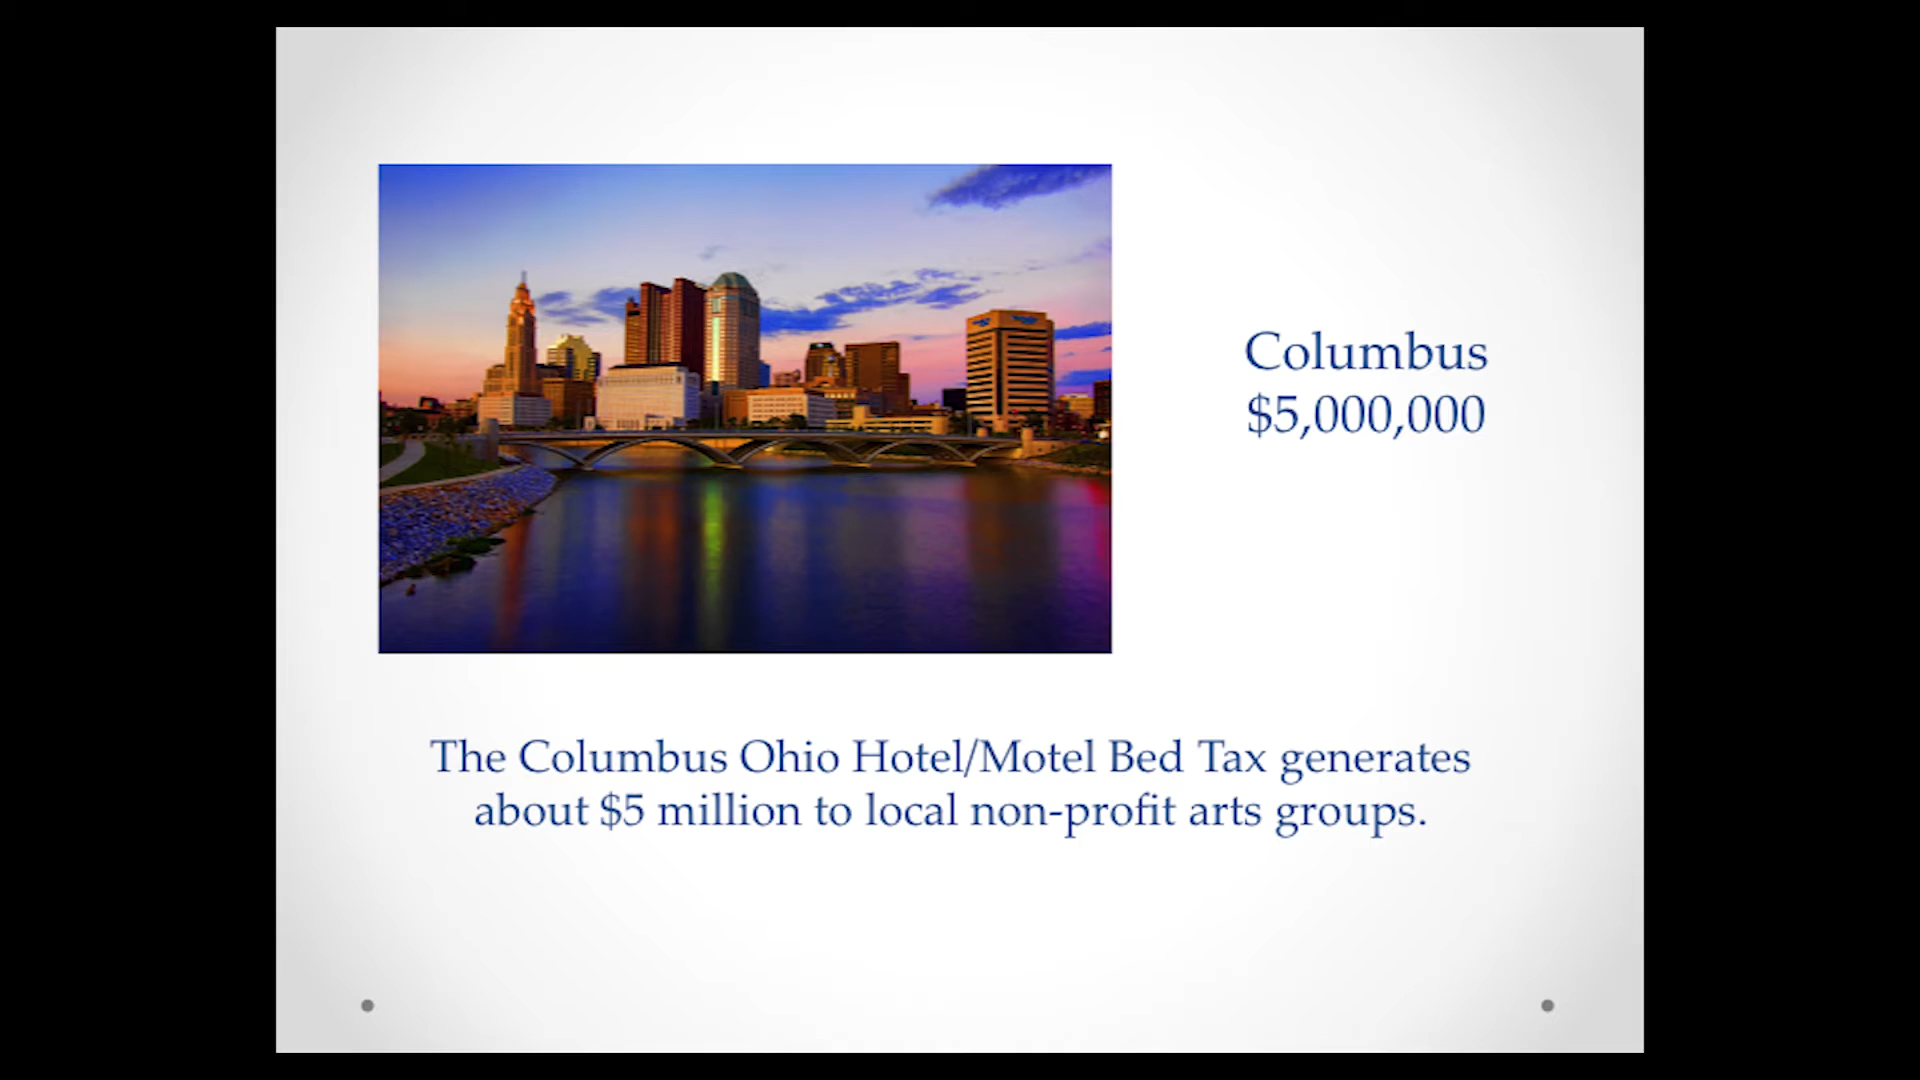 Columbus
$5,000,000
The Columbus Ohio Hotel/Motel Bed Tax generates
about $5 million to local non-profit arts groups.